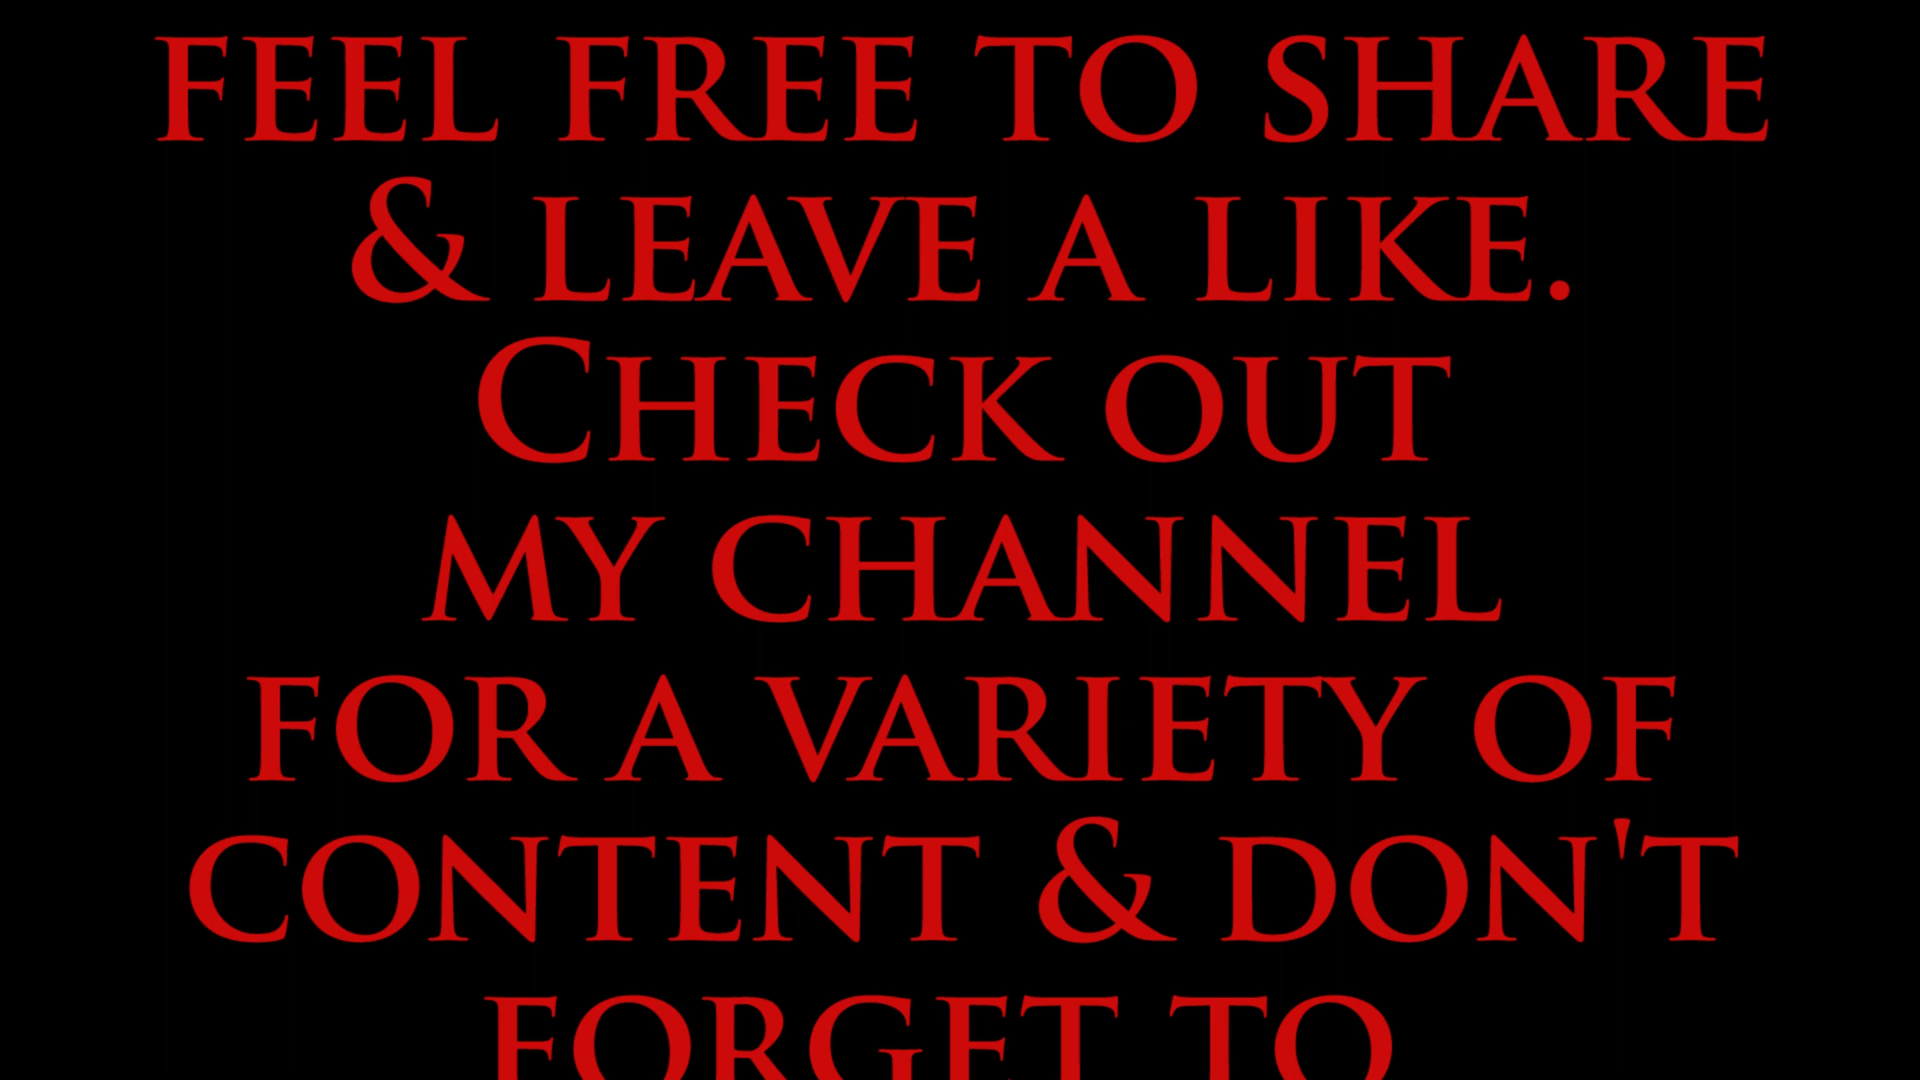 FEEL FREE TO SHARE
& LEAVE A LIKE.
CHECK OUT
MY CHANNEL
FOR A VARIETY OF
CONTENT & DON'T
FORGET TO